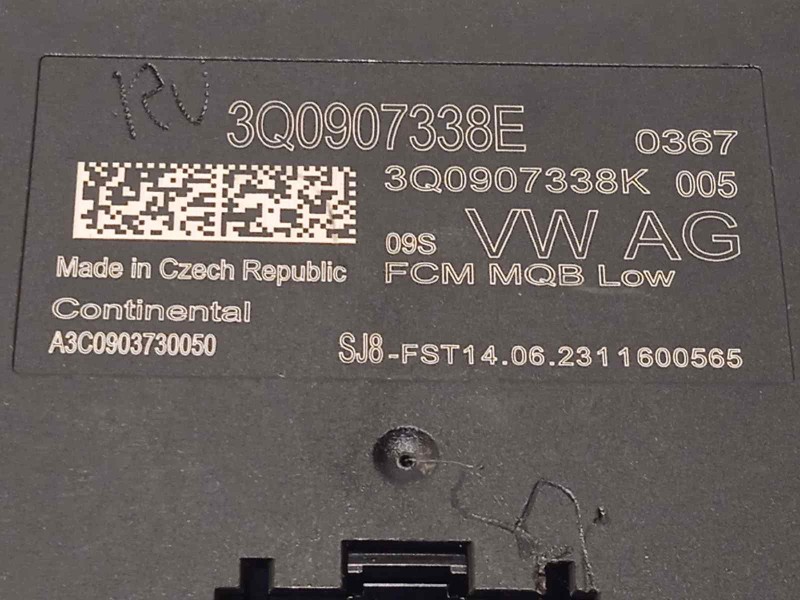 RU
3Q0907338E 0367
3Q0907338K 005
09S VW AG
FCM MQB Low
Made in Czech Republic
Continental
A3C0903730050
SJ8-FST14.06.2311600565